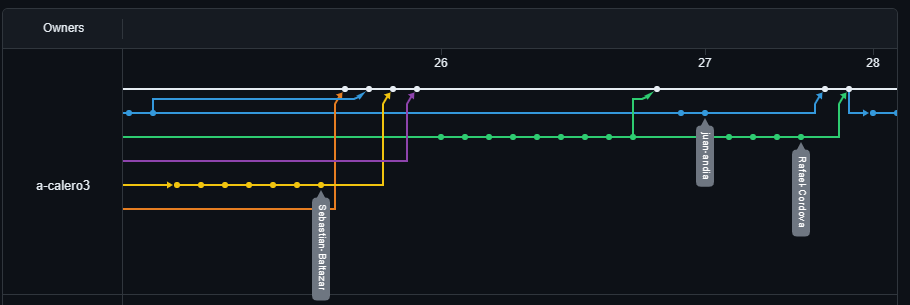 Owners
26
27
28
a-calero3
juan-andia
Rafael-Cordova
Sebastian-Baltazar